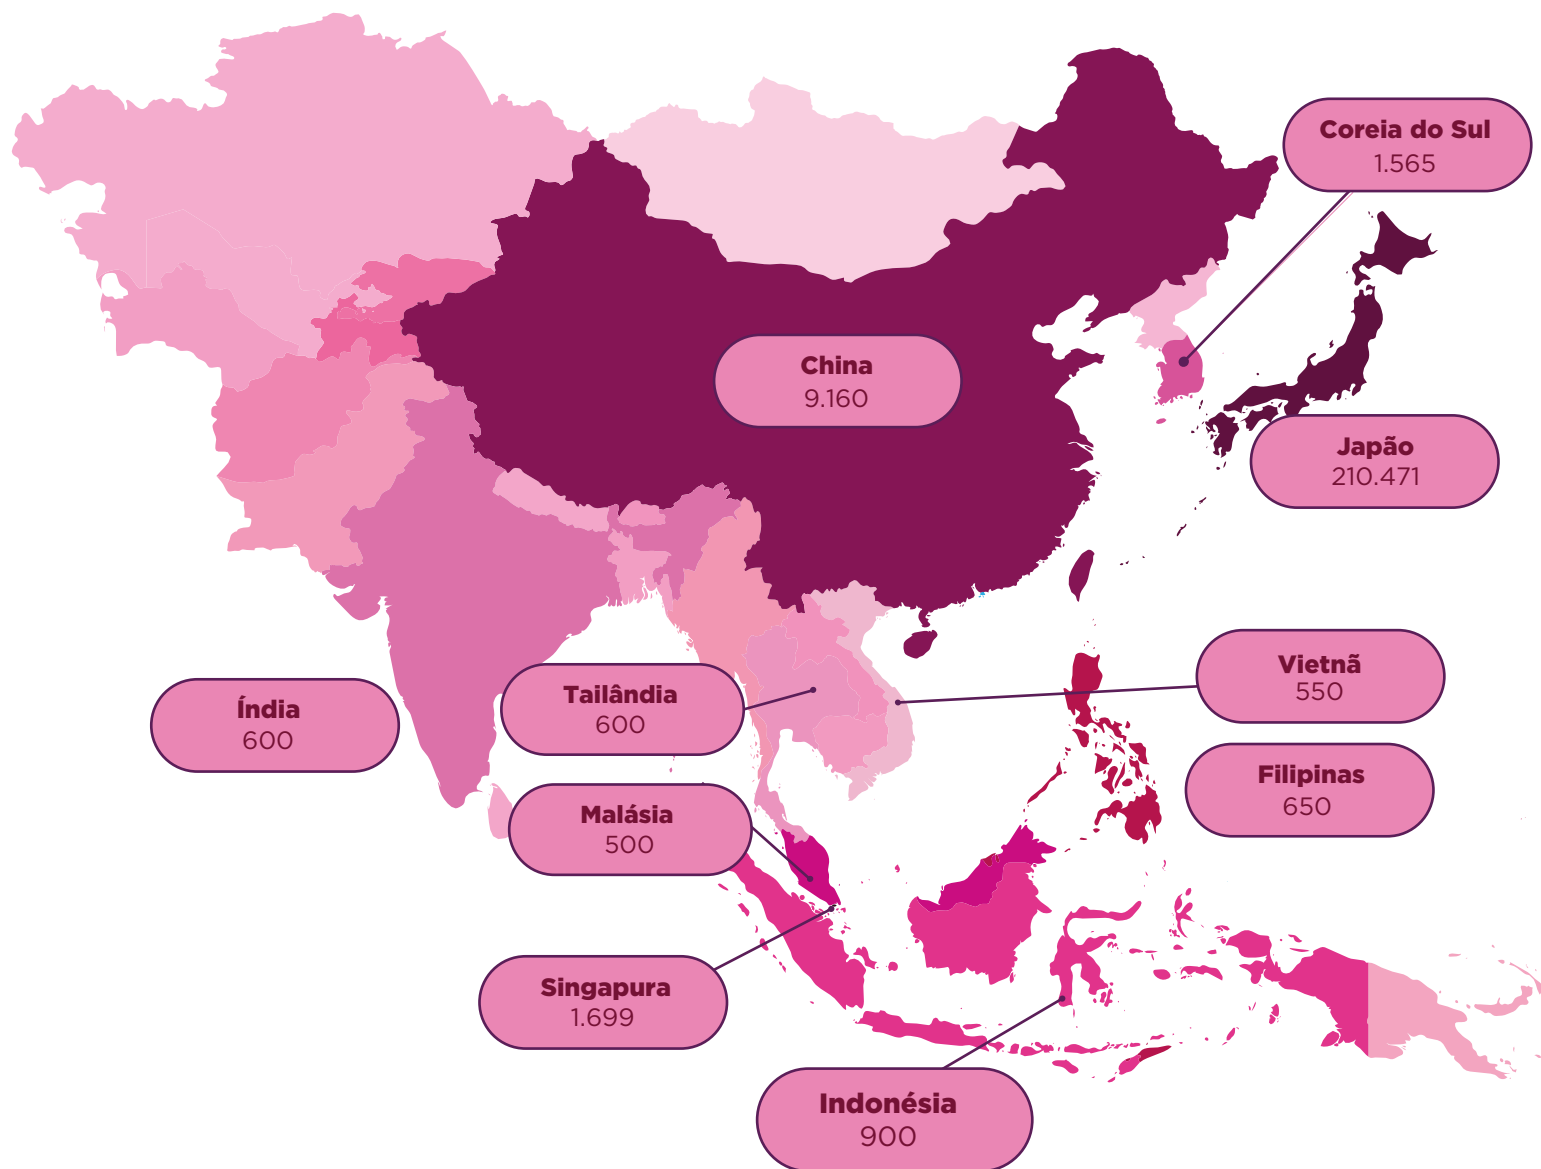 Coreia do Sul
1.565
China
9.160
Japão
210.471
Vietnã
550
Índia
600
Tailândia
600
Filipinas
650
Malásia
500
Singapura
1.699
Indonésia
900